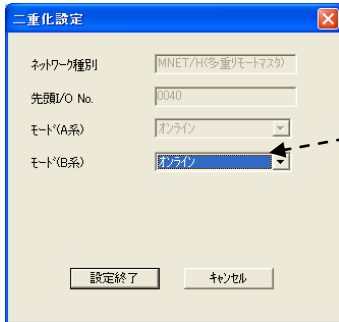 二重化設定
ネットワーク種別 MNET/H(多重リモートマスタ)
先頭I/O No. 0040
モード(A系) オンライン
モード(B系) オンライン
設定終了 キャンセル